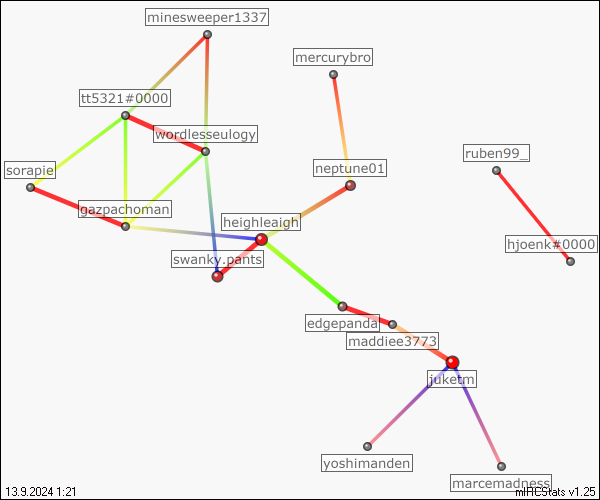 minesweeper1337
mercurybro
tt5321#0000
wordlesseulogy
ruben99_
sorapie
neptune01
gazpachoman
heighleaigh
hjoenk#0000
swanky.pants
edgepanda
maddiee3773
juketm
yoshimanden
marcemadness
13.9.2024 1:21
mIRCStats v1.25